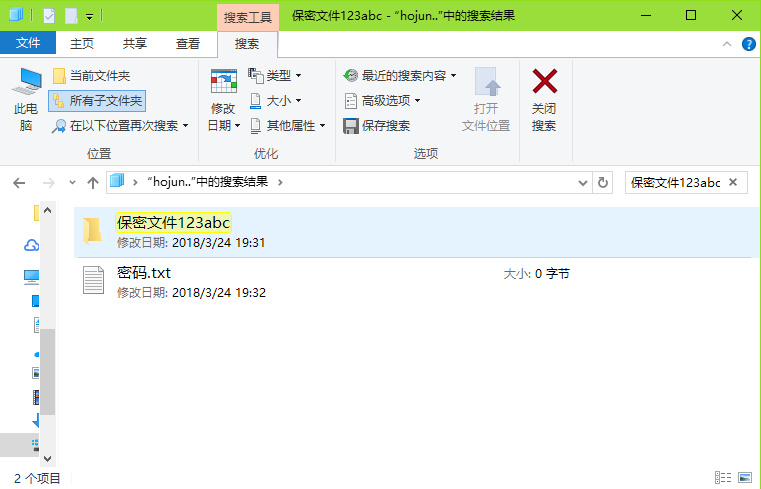 搜索工具
保密文件123abc - “hojun..”中的搜索结果
文件
主页
共享
查看
搜索
此电脑
当前文件夹
所有子文件夹
在以下位置再次搜索
位置
修改日期
类型
大小
其他属性
优化
最近的搜索内容
高级选项
保存搜索
打开
文件位置
选项
关闭
搜索
“hojun..”中的搜索结果
保密文件123abc
保密文件123abc
修改日期: 2018/3/24 19:31
密码.txt
大小: 0 字节
修改日期: 2018/3/24 19:32
2 个项目